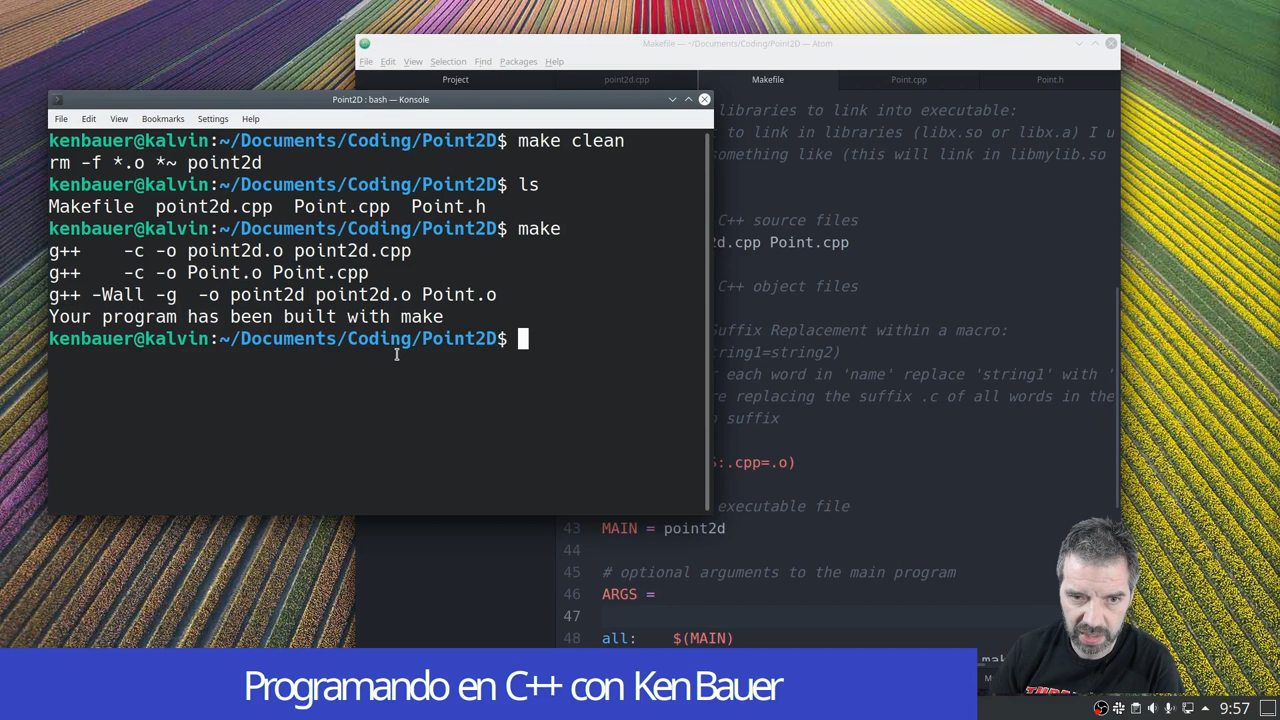 Makefile — ~/Documents/Coding/Point2D — Atom
File Edit View Selection Find Packages Help
Project point2d.cpp Makefile Point.cpp Point.h
Point2D : bash — Konsole
File Edit View Bookmarks Settings Help
kenbauer@kalvin:~/Documents/Coding/Point2D$ make clean
rm -f *.o *~ point2d
kenbauer@kalvin:~/Documents/Coding/Point2D$ ls
Makefile point2d.cpp Point.cpp Point.h
kenbauer@kalvin:~/Documents/Coding/Point2D$ make
g++ -c -o point2d.o point2d.cpp
g++ -c -o Point.o Point.cpp
g++ -Wall -g -o point2d point2d.o Point.o
Your program has been built with make
kenbauer@kalvin:~/Documents/Coding/Point2D$
libraries to link into executable:
to link in libraries (libx.so or libx.a) I u
something like (this will link in libmylib.so
C++ source files
d.cpp Point.cpp
C++ object files
Suffix Replacement within a macro:
tring1=string2)
r each word in 'name' replace 'string1' with '
re replacing the suffix .c of all words in the
o suffix
:.cpp=.o)
executable file
43 MAIN = point2d
44
45 # optional arguments to the main program
46 ARGS =
47
48 all: $(MAIN)
Programando en C++ con Ken Bauer
9:57